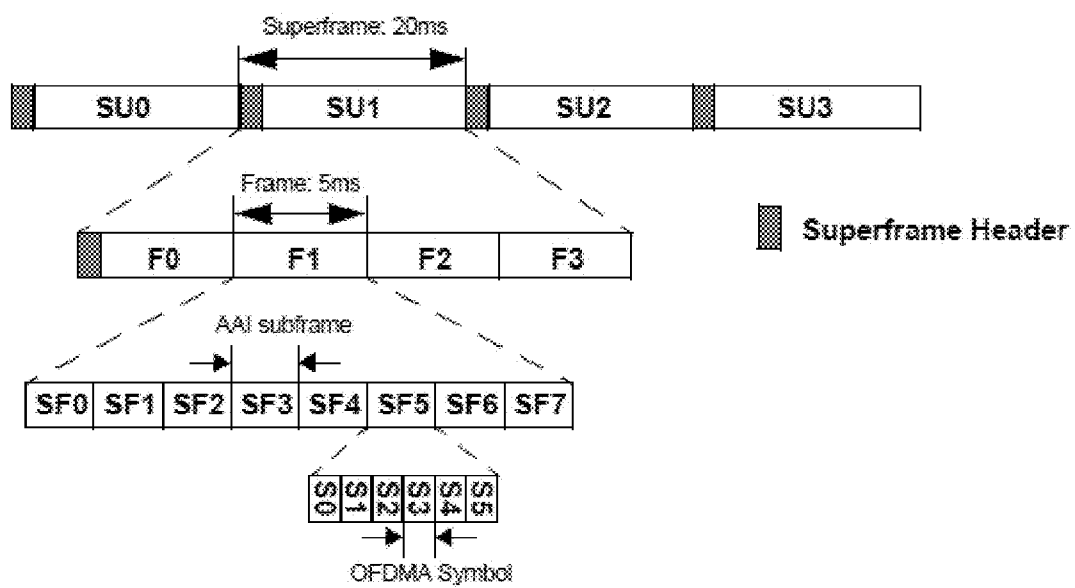 Superframe: 20ms
SU0 SU1 SU2 SU3
Frame: 5ms
F0 F1 F2 F3
Superframe Header
AAI subframe
SF0 SF1 SF2 SF3 SF4 SF5 SF6 SF7
S0 S1 S2 S3 S4 S5
OFDMA Symbol